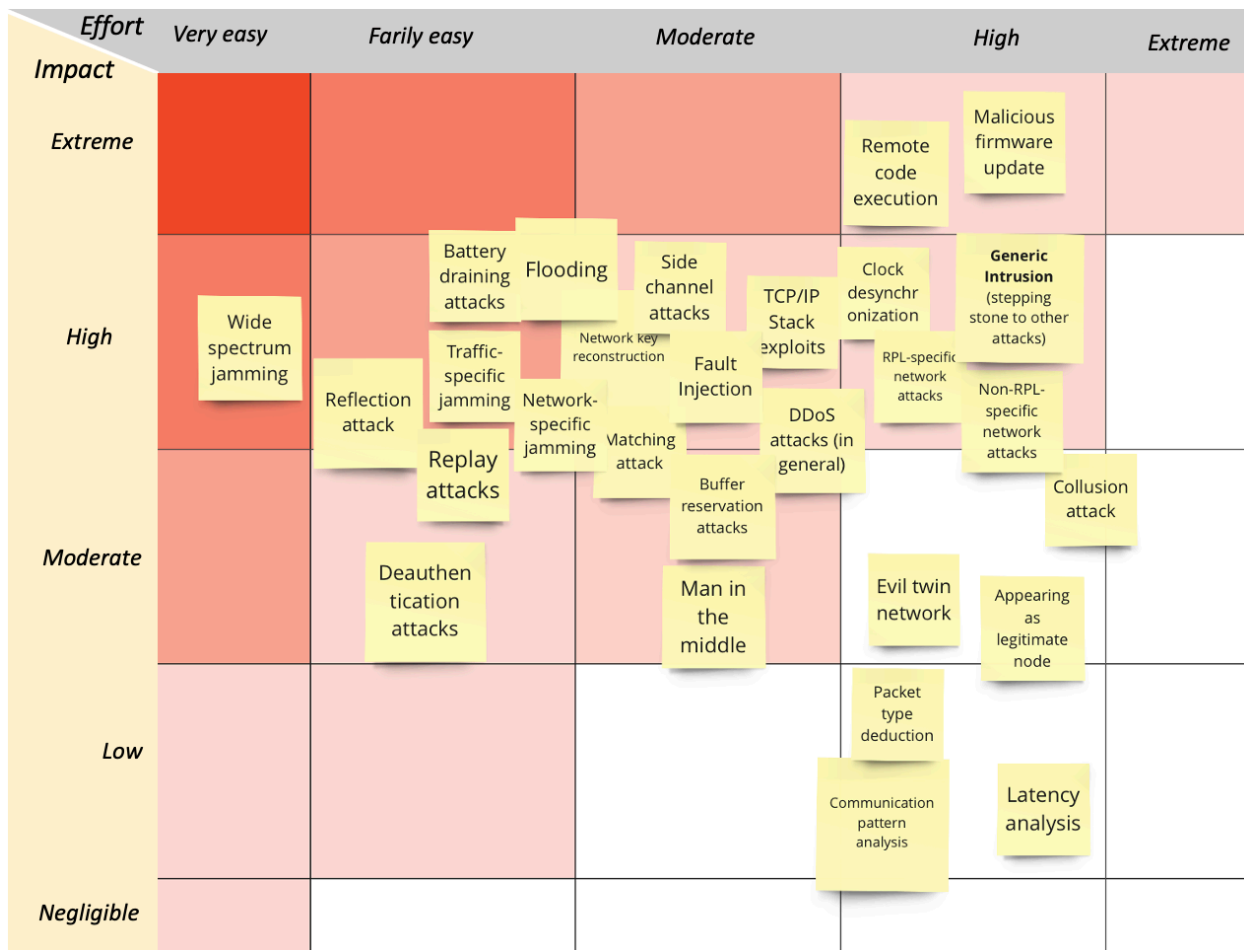 Effort
Impact
Very easy
Farily easy
Moderate
High
Extreme
Extreme
Remote
code
execution
Malicious
firmware
update
High
Wide
spectrum
jamming
Battery
draining
attacks
Flooding
Side
channel
attacks
TCP/IP
Stack
exploits
Clock
desynchr
onization
Generic
Intrusion
(stepping
stone to other
attacks)
Reflection
attack
Traffic-
specific
jamming
Network key
reconstruction
Fault
Injection
RPL-specific
network
attacks
Non-RPL-
specific
network
attacks
Network-
specific
jamming
Matching
attack
DDoS
attacks (in
general)
Replay
attacks
Moderate
Buffer
reservation
attacks
Collusion
attack
Deauthen
tication
attacks
Man in
the
middle
Evil twin
network
Appearing
as
legitimate
node
Low
Packet
type
deduction
Communication
pattern
analysis
Latency
analysis
Negligible